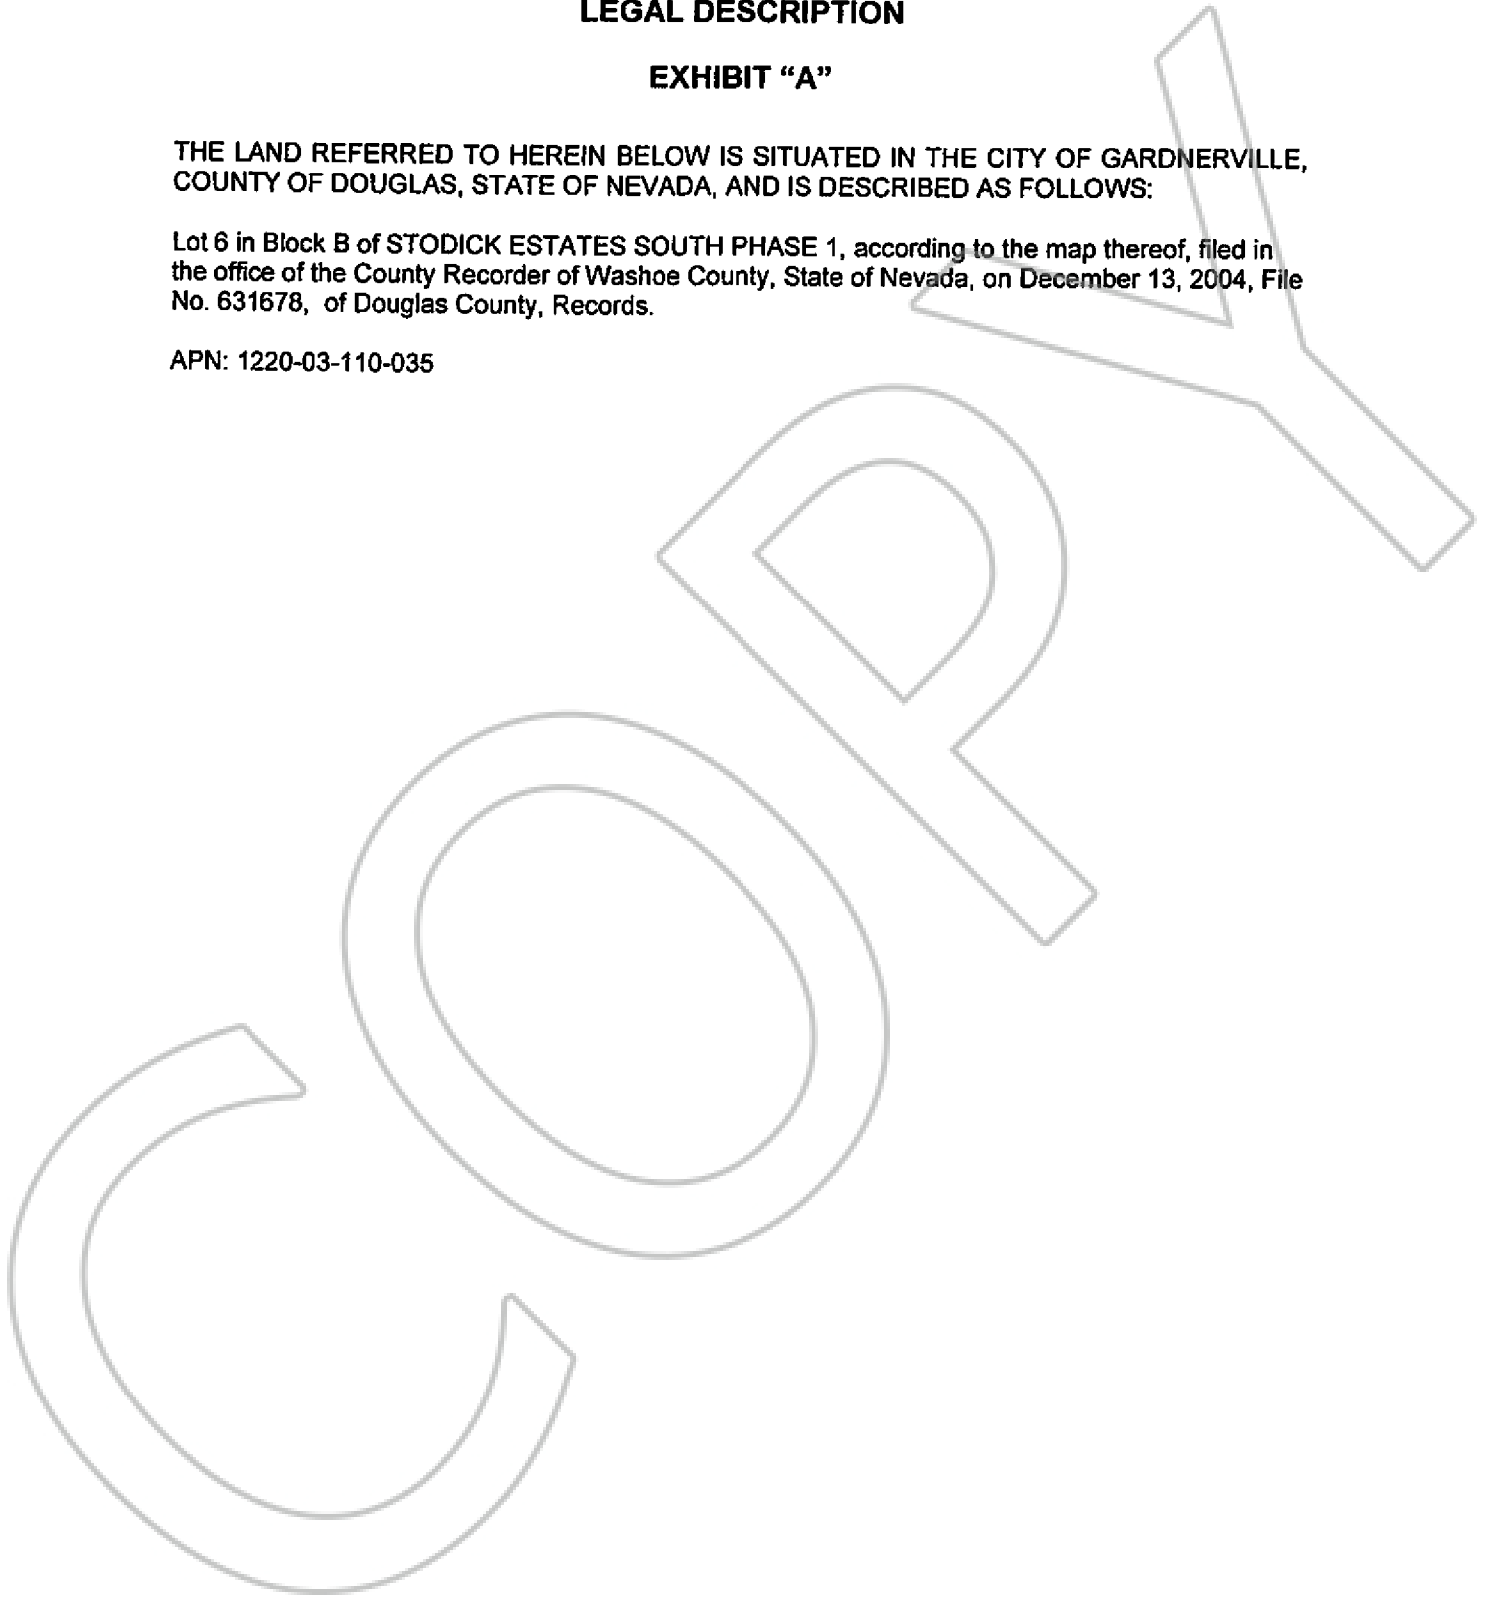 LEGAL DESCRIPTION
EXHIBIT “A”
THE LAND REFERRED TO HEREIN BELOW IS SITUATED IN THE CITY OF GARDNERVILLE,
COUNTY OF DOUGLAS, STATE OF NEVADA, AND IS DESCRIBED AS FOLLOWS:
Lot 6 in Block B of STODICK ESTATES SOUTH PHASE 1, according to the map thereof, filed in
the office of the County Recorder of Washoe County, State of Nevada, on December 13, 2004, File
No. 631678,  of Douglas County, Records.
APN: 1220-03-110-035
COPY